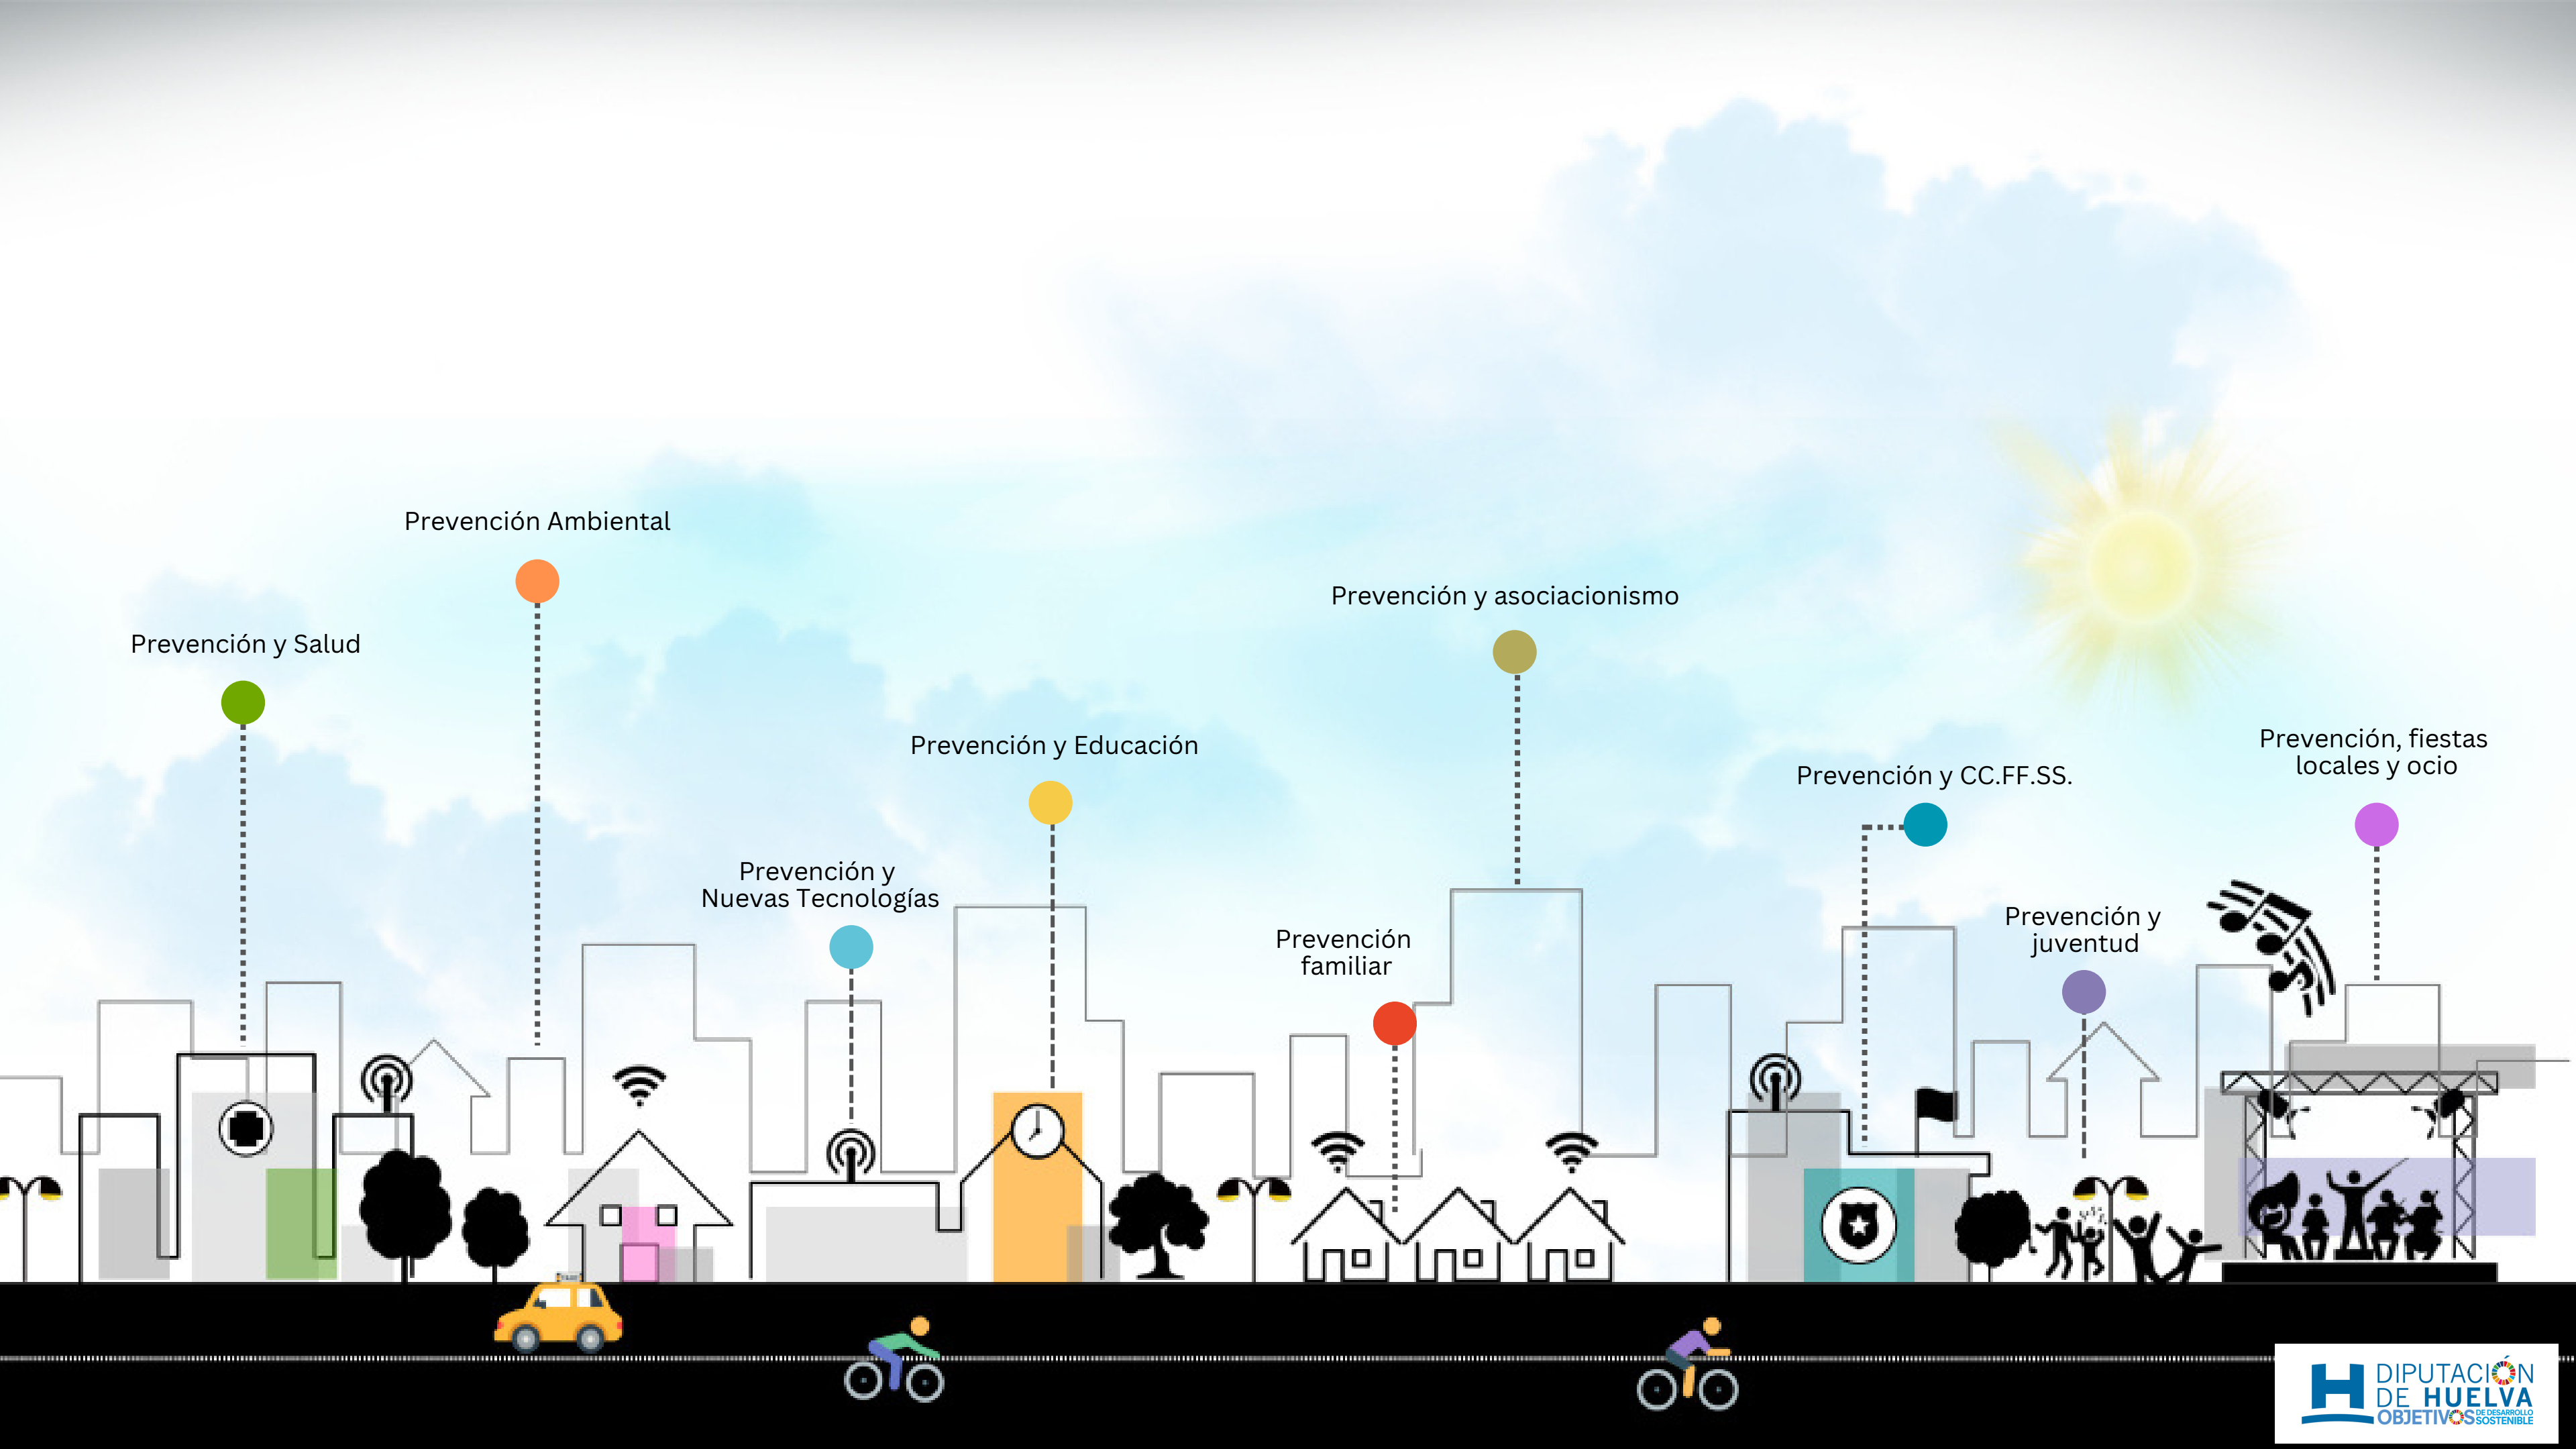 Prevención Ambiental
Prevención y Salud
Prevención y asociacionismo
Prevención y Educación
Prevención y CC.FF.SS.
Prevención, fiestas
locales y ocio
Prevención y
Nuevas Tecnologías
Prevención
familiar
Prevención y
juventud
DIPUTACIÓN
DE HUELVA
OBJETIVOS DE DESARROLLO
SOSTENIBLE